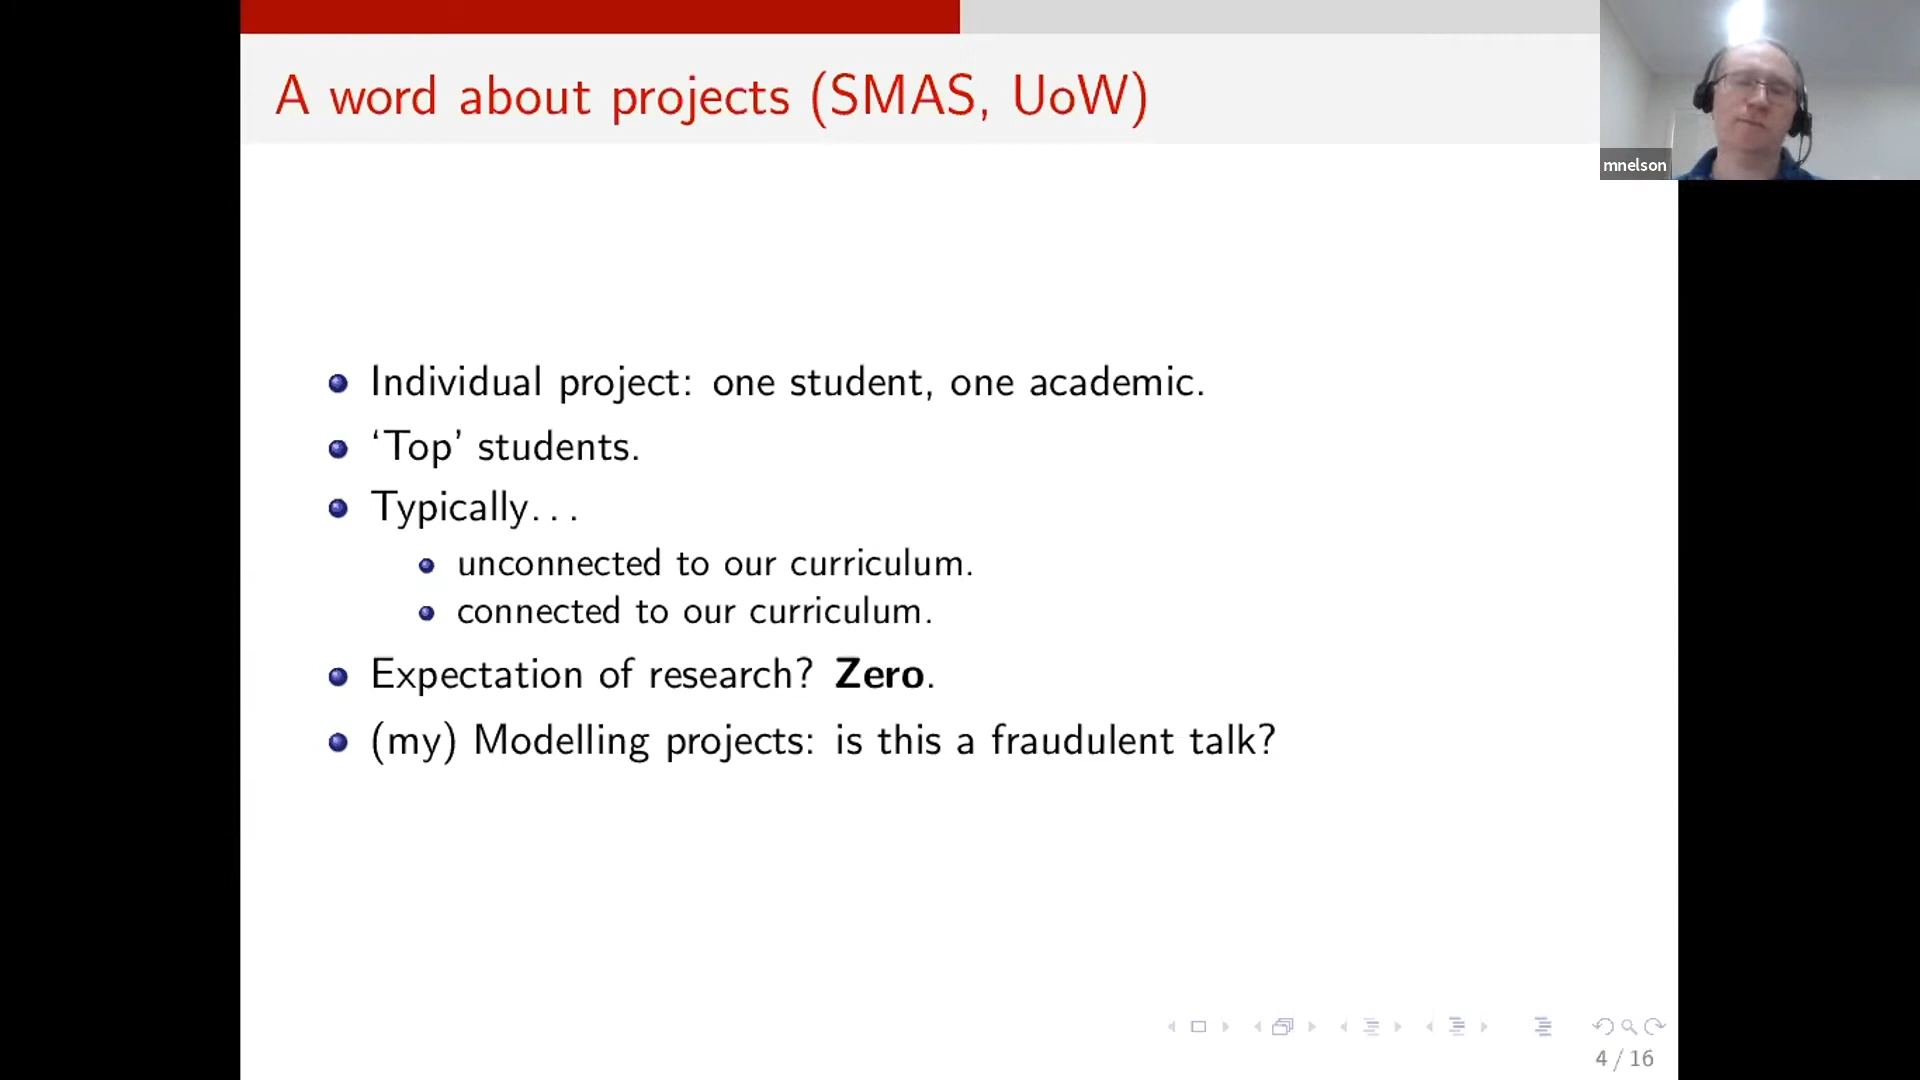 A word about projects (SMAS, UoW)
mnelson
Individual project: one student, one academic.
‘Top’ students.
Typically. . .
unconnected to our curriculum.
connected to our curriculum.
Expectation of research? Zero.
(my) Modelling projects: is this a fraudulent talk?
4 / 16